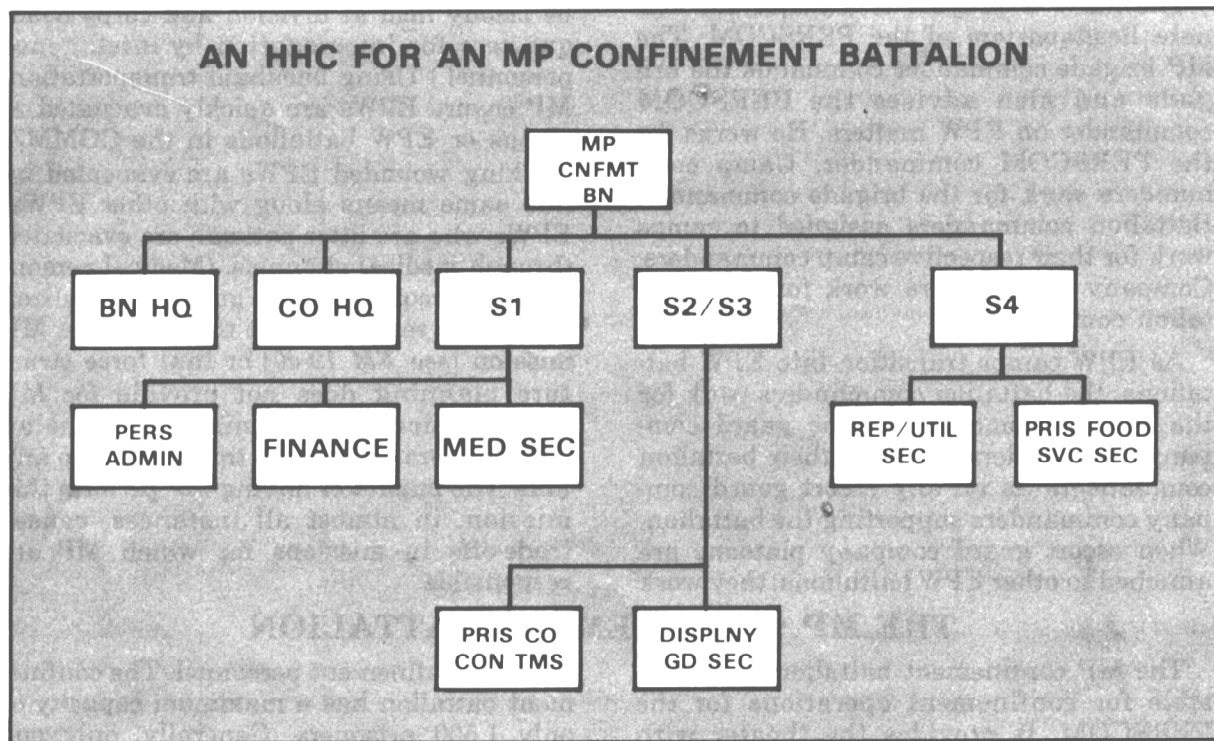 AN HHC FOR AN MP CONFINEMENT BATTALION
MP
CNFMT
BN
BN HQ
CO HQ
S1
S2/S3
S4
PERS
ADMIN
FINANCE
MED SEC
REP/UTIL
SEC
PRIS FOOD
SVC SEC
PRIS CO
CON TMS
DISPLNY
GD SEC